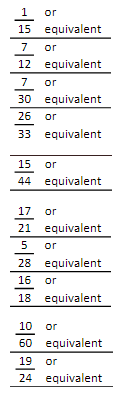 1 or
15 equivalent
7 or
12 equivalent
7 or
30 equivalent
26 or
33 equivalent
15 or
44 equivalent
17 or
21 equivalent
5 or
28 equivalent
16 or
18 equivalent
10 or
60 equivalent
19 or
24 equivalent